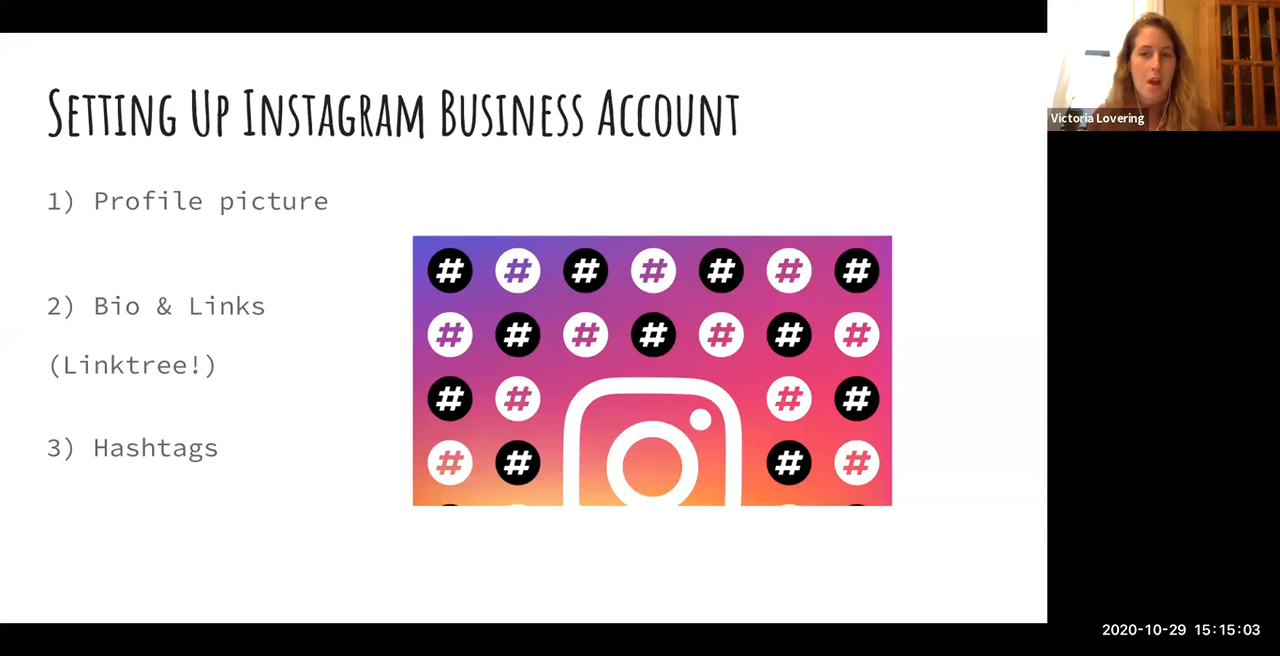 Setting Up Instagram Business Account
1) Profile picture
2) Bio & Links
(Linktree!)
3) Hashtags
# # # # # # #
# # # # # # #
# # # #
# # # #
Victoria Lovering
2020-10-29 15:15:03